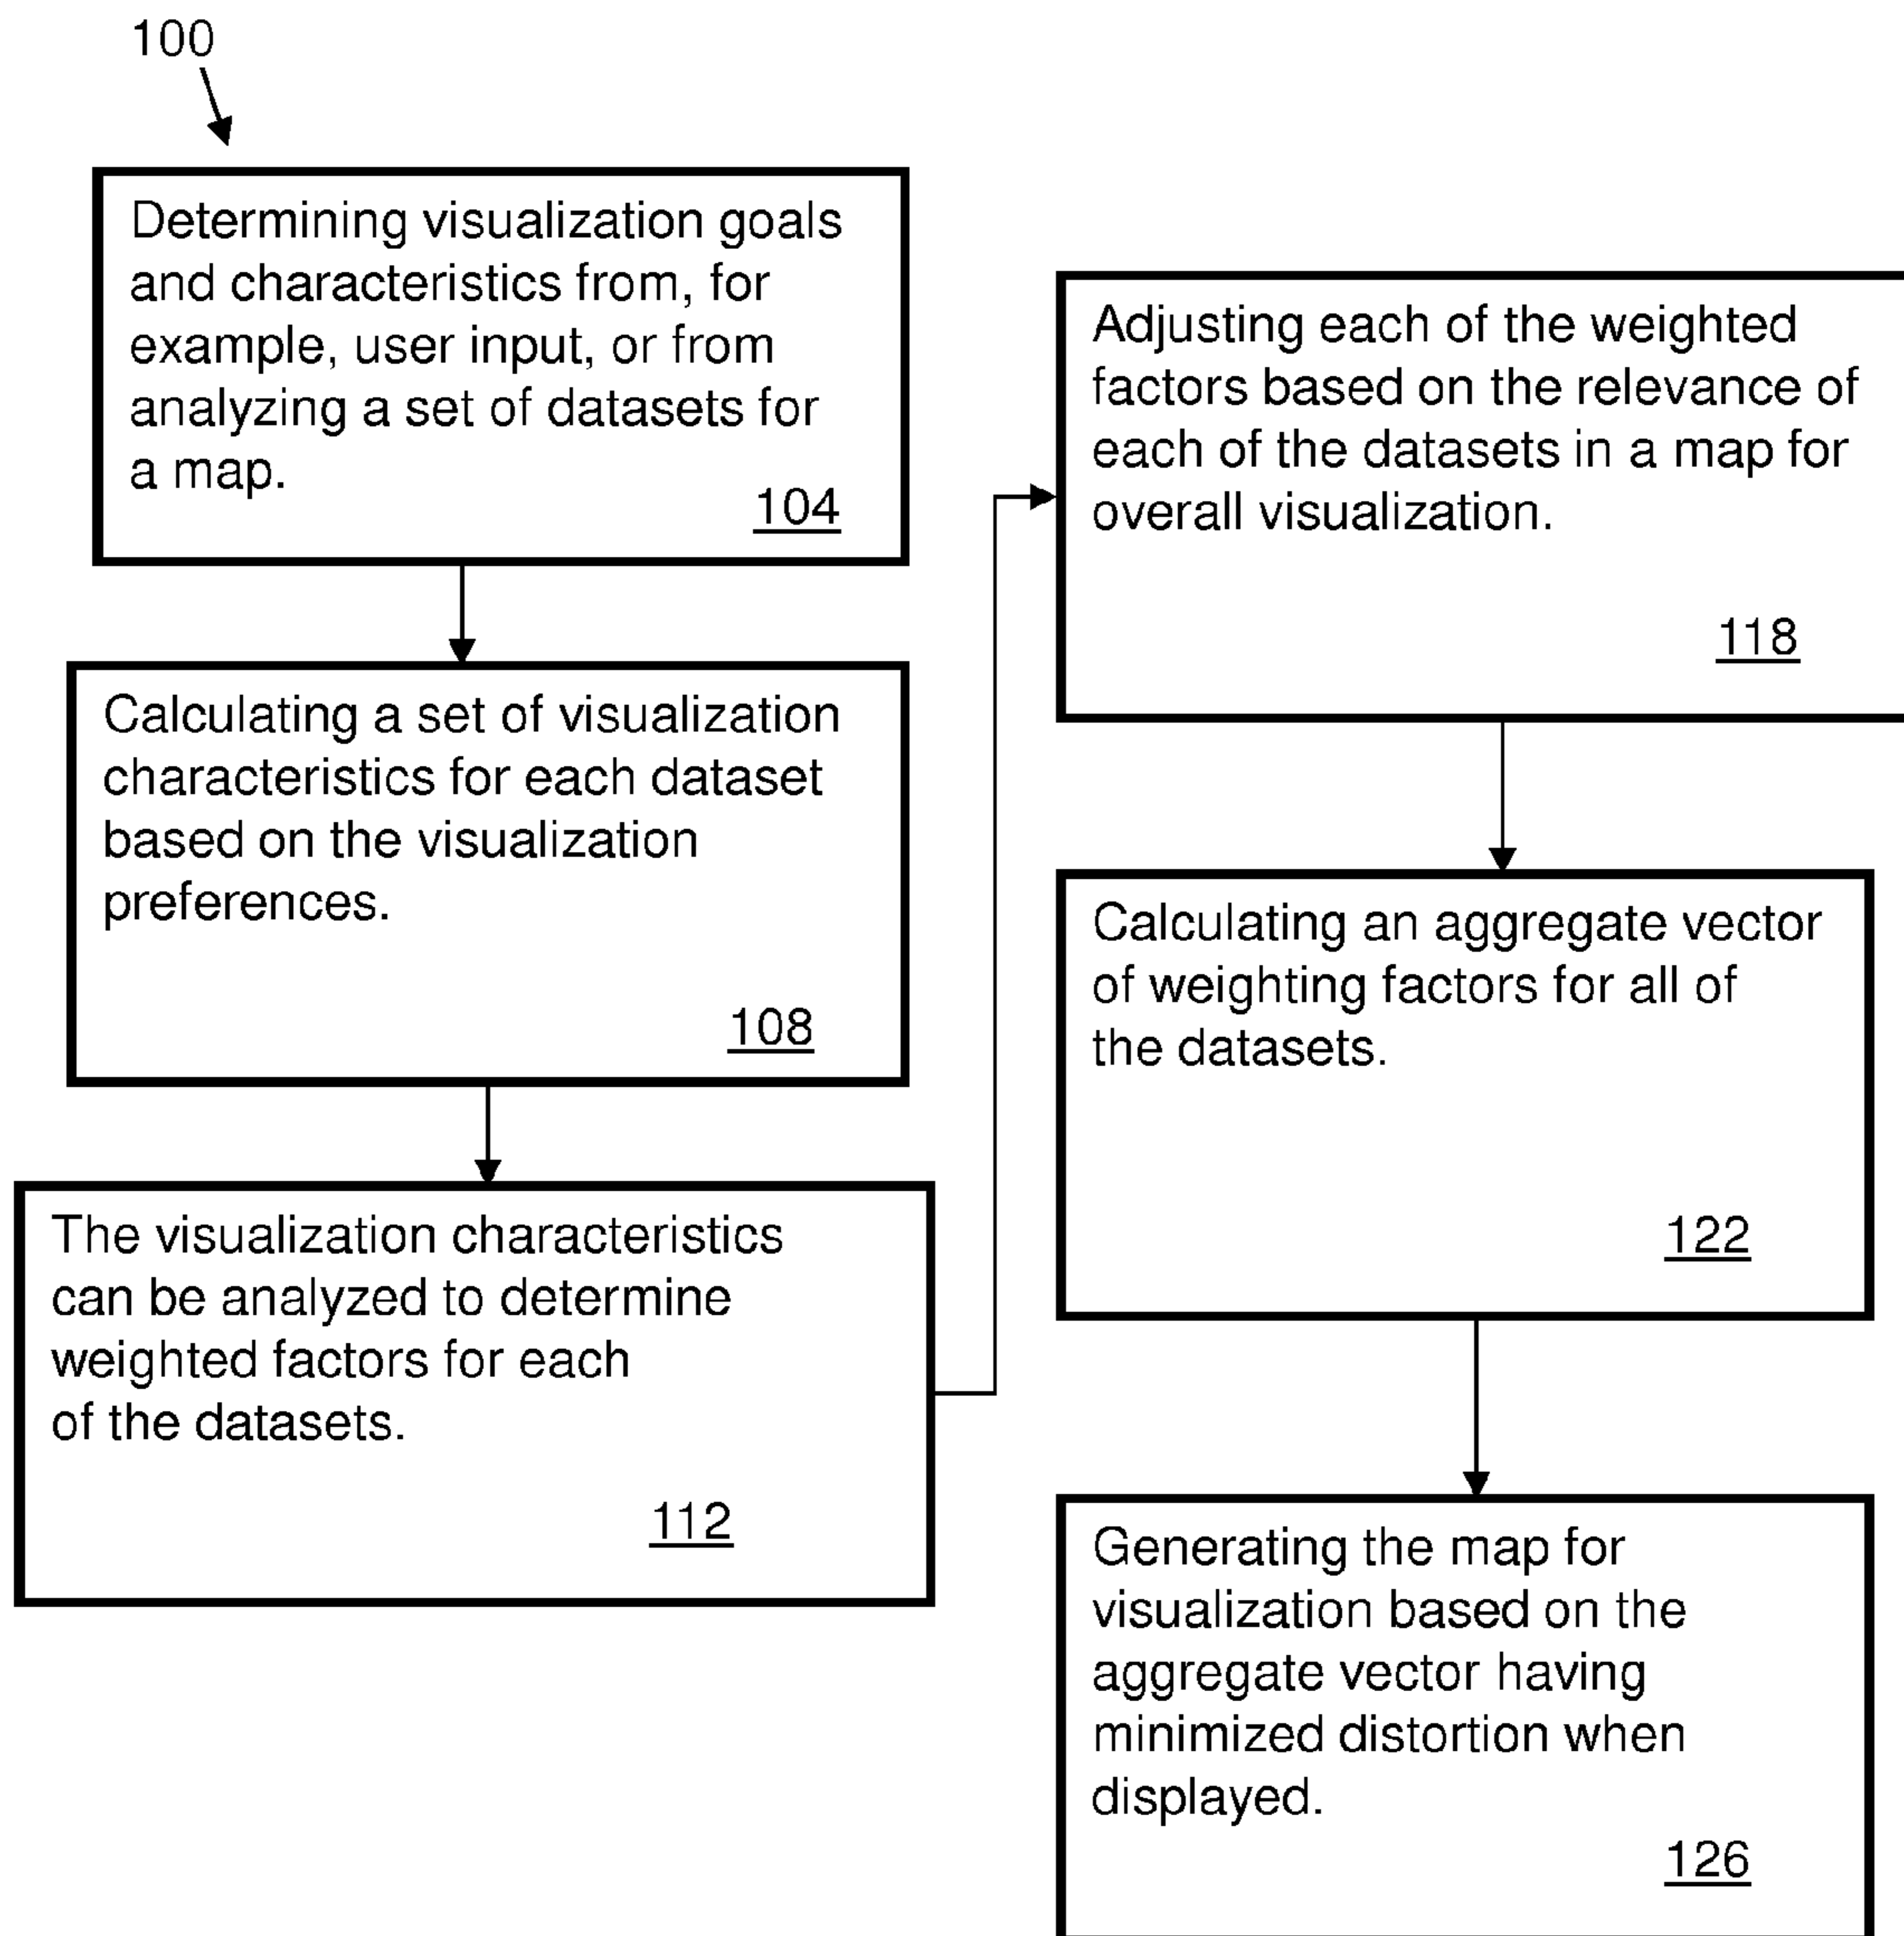 100
Determining visualization goals
and characteristics from, for
example, user input, or from
analyzing a set of datasets for
a map.
104
Calculating a set of visualization
characteristics for each dataset
based on the visualization
preferences.
108
The visualization characteristics
can be analyzed to determine
weighted factors for each
of the datasets.
112
Adjusting each of the weighted
factors based on the relevance of
each of the datasets in a map for
overall visualization.
118
Calculating an aggregate vector
of weighting factors for all of
the datasets.
122
Generating the map for
visualization based on the
aggregate vector having
minimized distortion when
displayed.
126